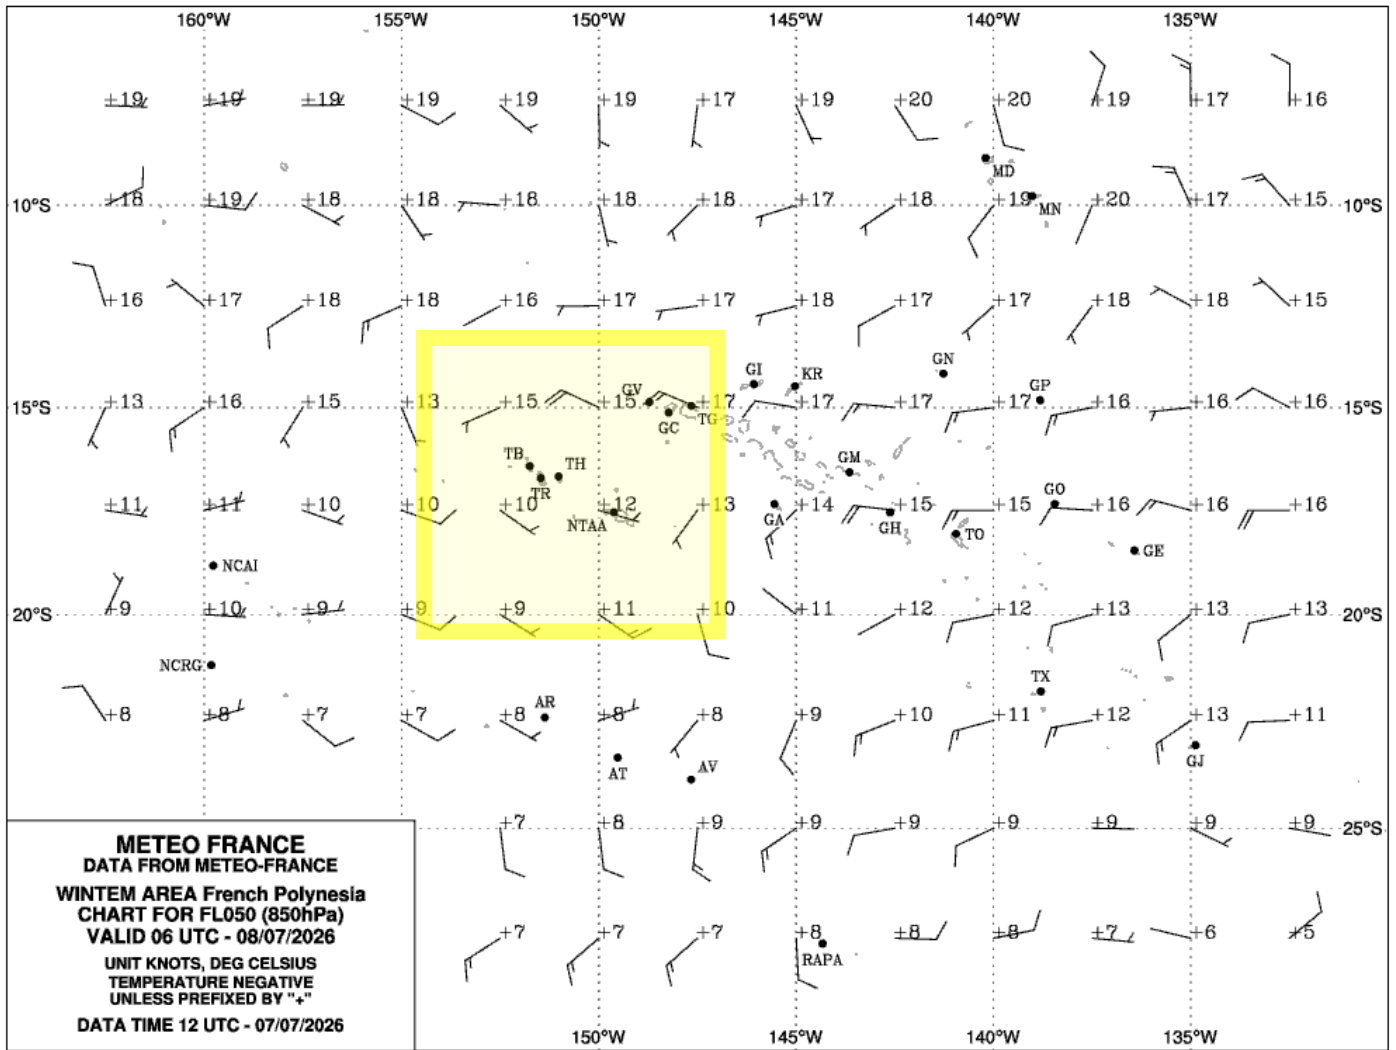 160°W 155°W 150°W 145°W 140°W 135°W
+19 +19 +19 +19 +19 +19 +17 +19 +20 +20 +19 +17 +16
MD
10°S +18 +19 +18 +18 +18 +18 +18 +17 +18 +19 +20 +17 +15 10°S
MN
+16 +17 +18 +18 +16 +17 +17 +18 +17 +17 +18 +18 +15
GI KR GN GP
GV
15°S +13 +16 +15 +13 +15 +15 +17 +17 +17 +17 +16 +16 +16 15°S
GC TG
TB TH GM
TR GO
+11 +11 +10 +10 +10 +12 +13 +14 +15 +15 +16 +16 +16
NTAA GA GH TO
GE
NCAI
20°S +9 +10 +9 +9 +9 +11 +10 +11 +12 +12 +13 +13 +13 20°S
NCRG
TX
AR
+8 +8 +7 +7 +8 +8 +8 +9 +10 +11 +12 +13 +11
AT AV GJ
+7 +8 +9 +9 +9 +9 +9 +9 +9 25°S
+7 +7 +7 +8 +8 +8 +7 +6 +5
RAPA
METEO FRANCE
DATA FROM METEO-FRANCE
WINTEM AREA French Polynesia
CHART FOR FL050 (850hPa)
VALID 06 UTC - 08/07/2026
UNIT KNOTS, DEG CELSIUS
TEMPERATURE NEGATIVE
UNLESS PREFIXED BY "+"
DATA TIME 12 UTC - 07/07/2026
150°W 145°W 140°W 135°W